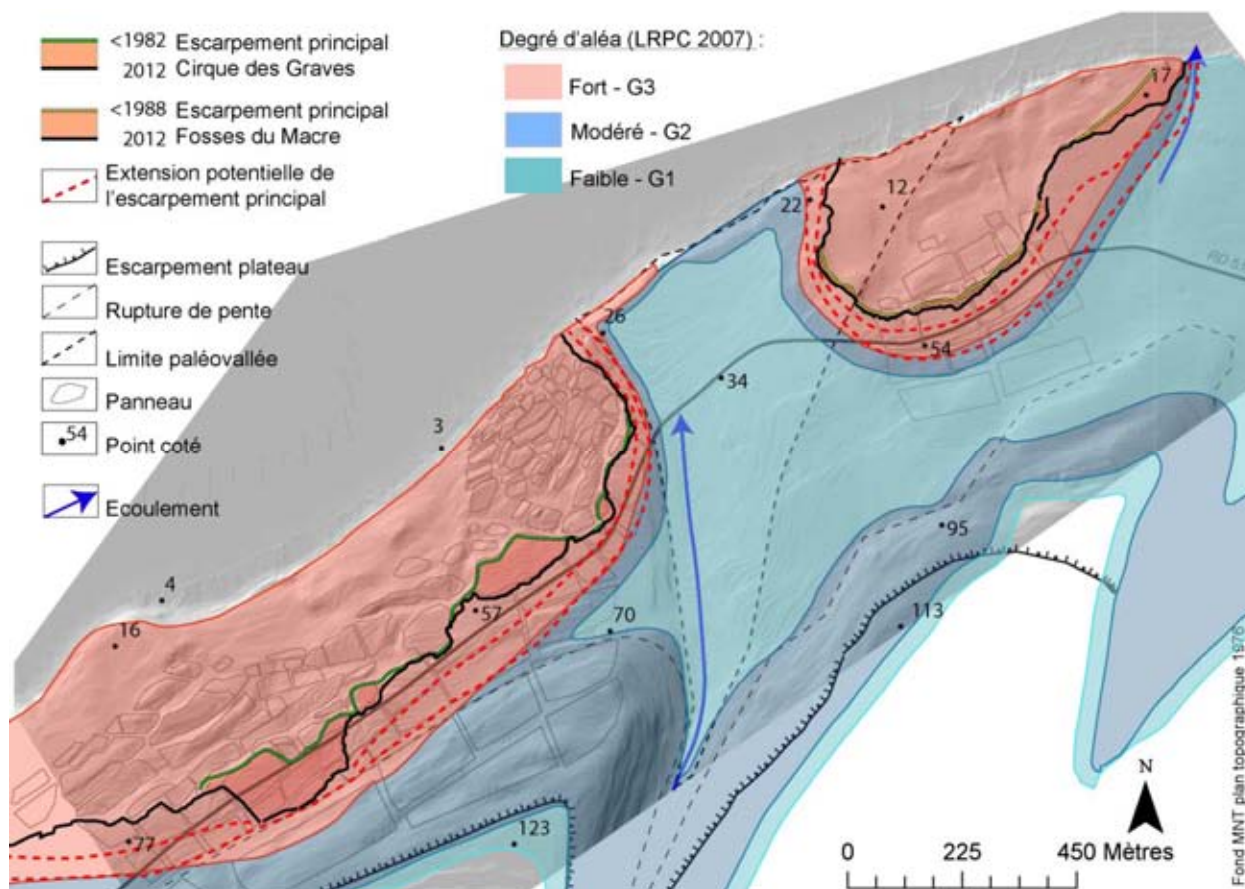 <1982 Escarpement principal
2012 Cirque des Graves
<1988 Escarpement principal
2012 Fosses du Macre
Extension potentielle de
l'escarpement principal
Escarpement plateau
Rupture de pente
Limite paléovallée
Panneau
54 Point coté
Ecoulement
Degré d'aléa (LRPC 2007) :
Fort - G3
Modéré - G2
Faible - G1
17
12
22
RD 5
26
54
34
3
95
4
57
70
113
16
77
123
N
0 225 450 Mètres
Fond MNT plan topographique 1976